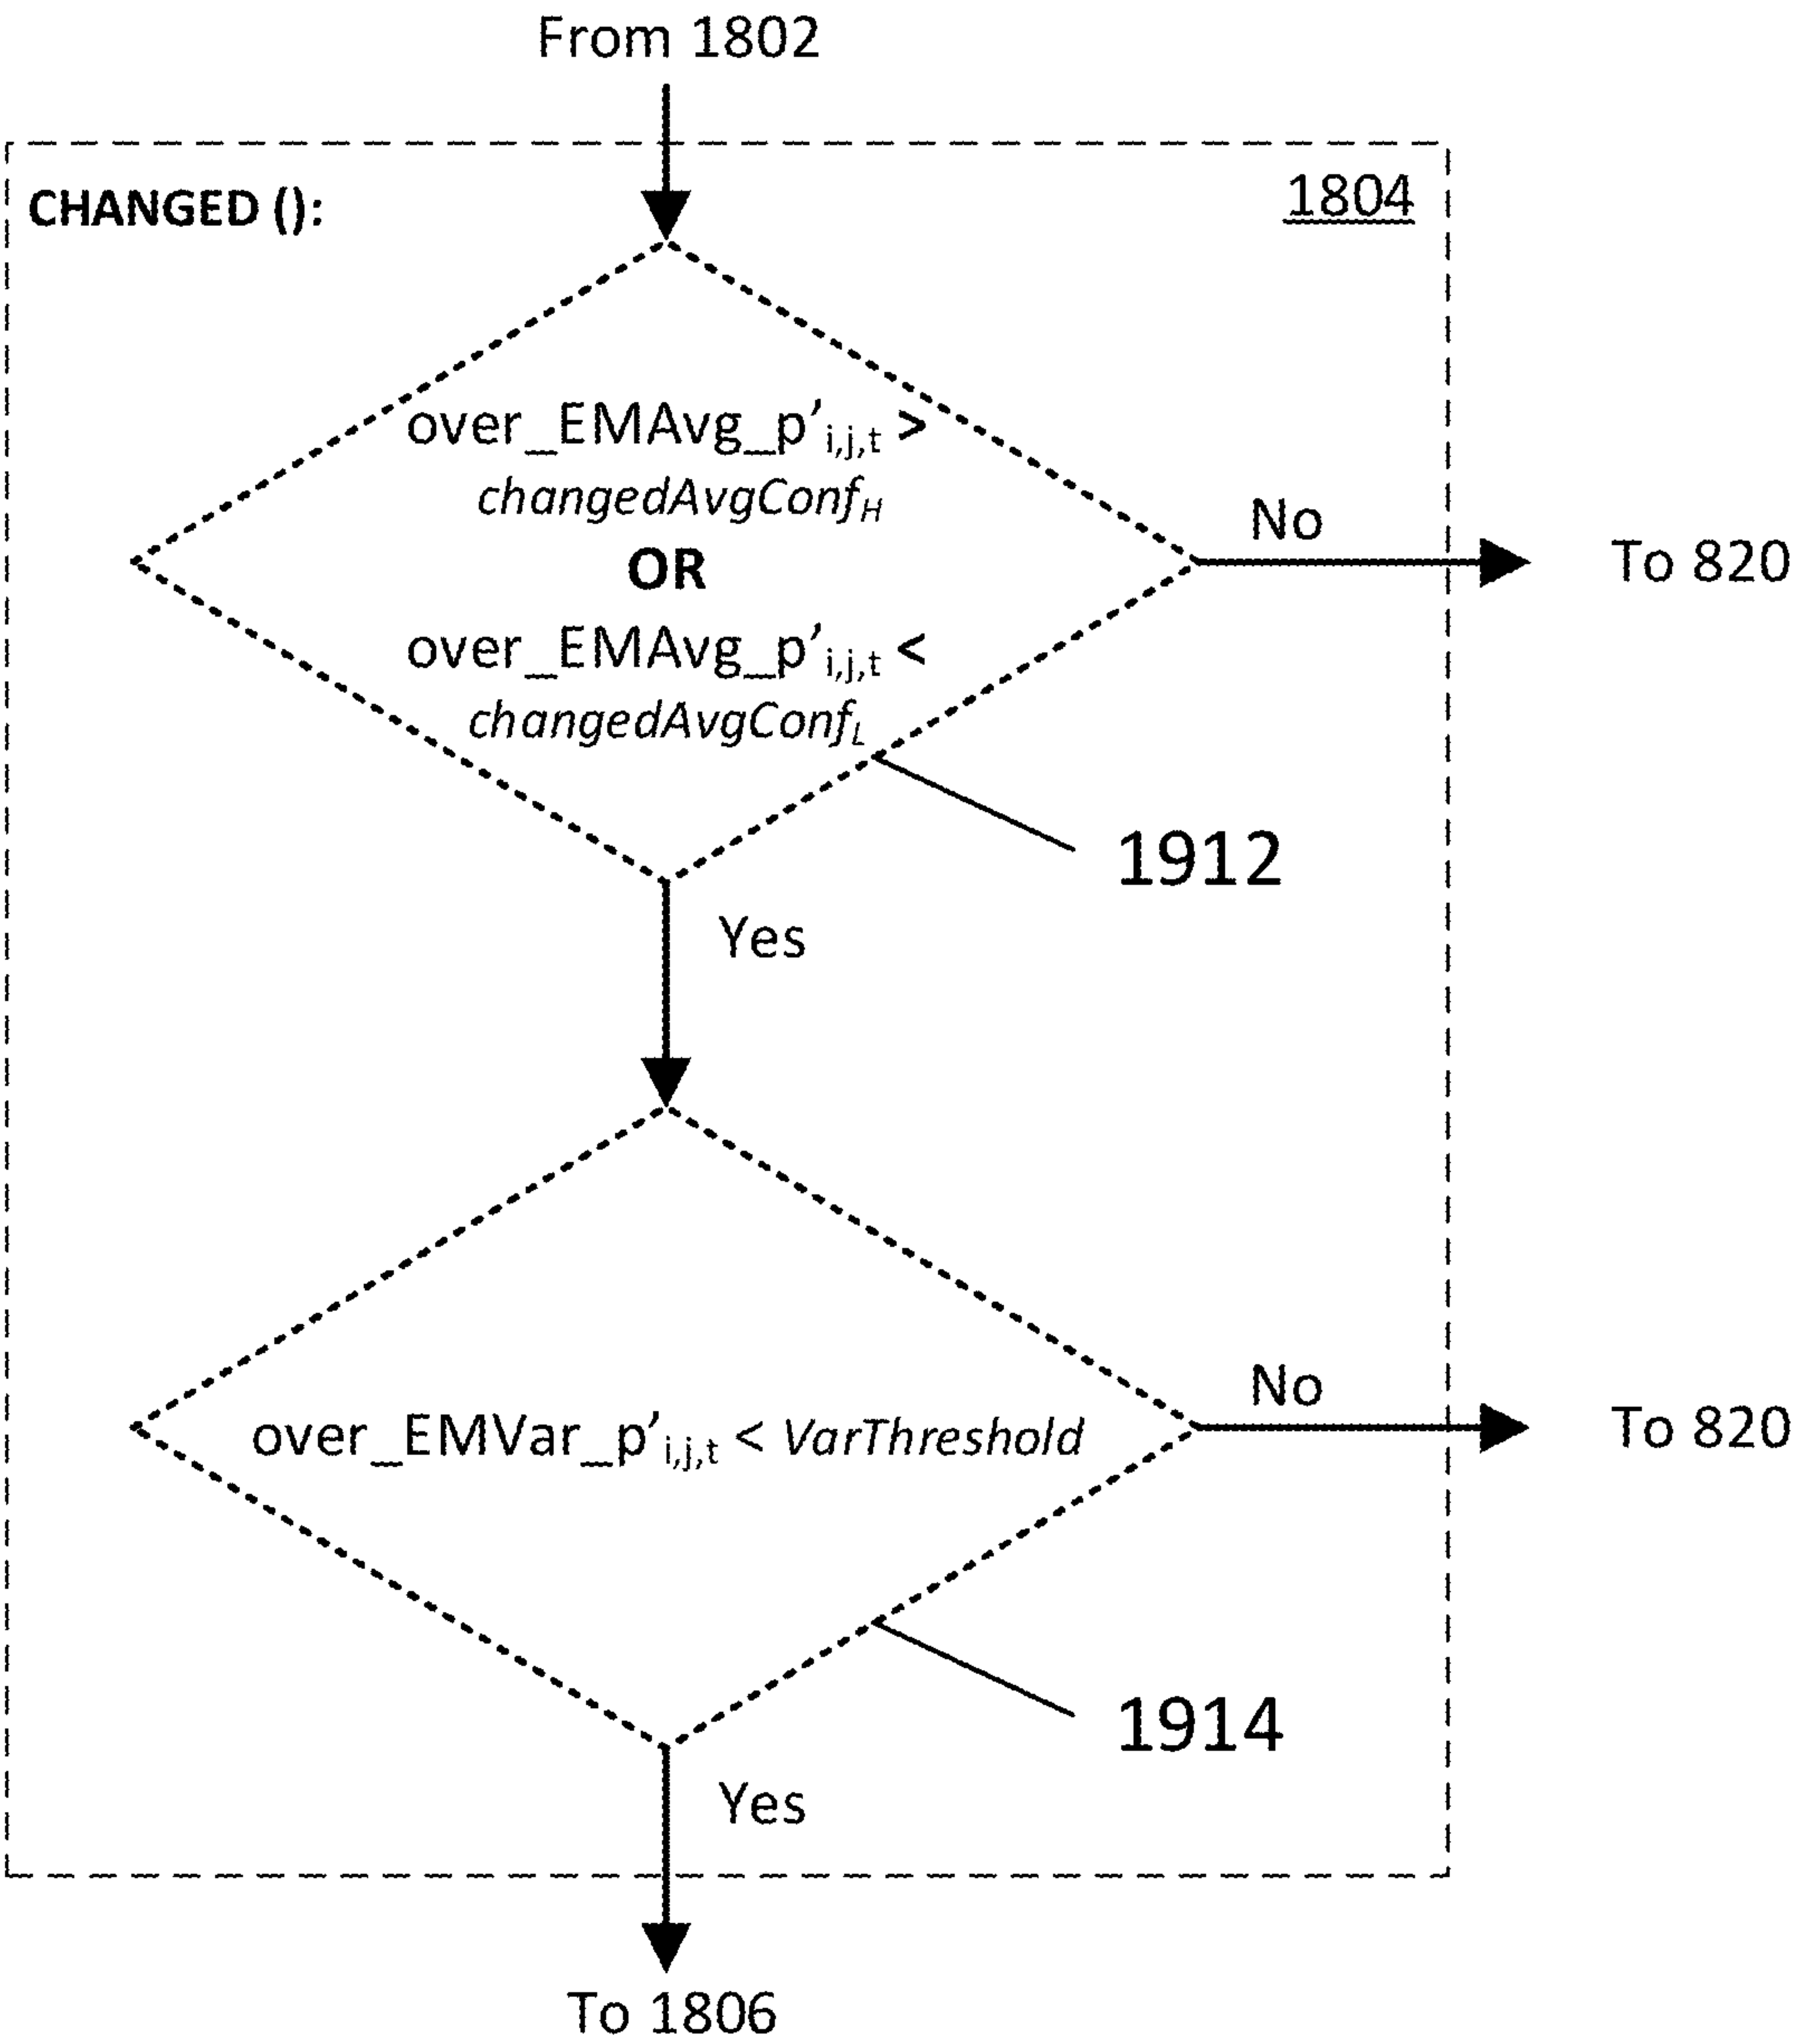 From 1802
CHANGED ():
1804
over_EMAvg_p’i,j,t >
changedAvgConfH
OR
over_EMAvg_p’i,j,t <
changedAvgConfL
No
To 820
1912
Yes
over_EMVar_p’i,j,t < VarThreshold
No
To 820
1914
Yes
To 1806